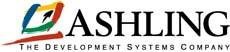 ASHLING
THE DEVELOPMENT SYSTEMS COMPANY